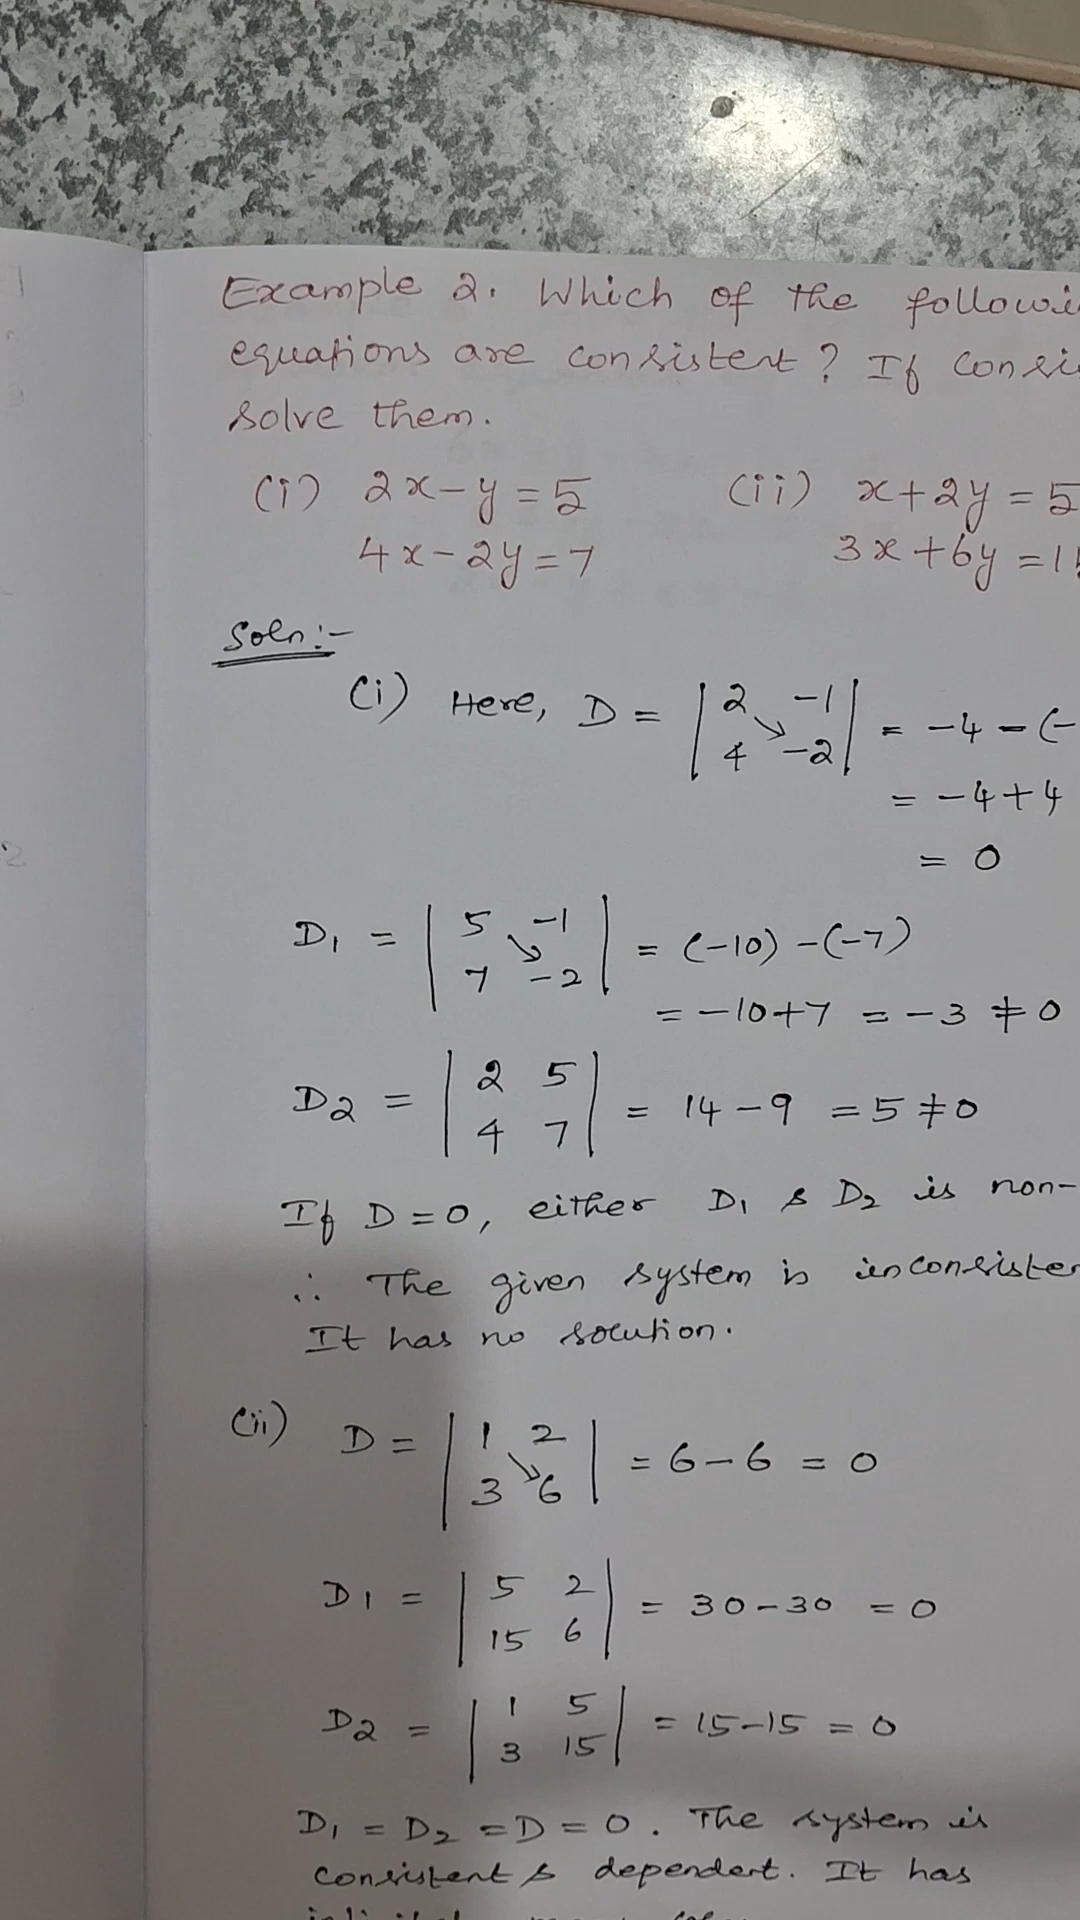 Example 2. Which of the
equations are consistent? If
solve them.
(i) 2x-y=5 (ii) x+2y=5
4x-2y=7 3x+6y=
Soln:-
(i) Here, D = |2 -1| = -4-(-
|4 -2|
= -4+4
= 0
D1 = |5 -1| = (-10)-(-7)
|7 -2|
= -10+7 = -3 ≠ 0
D2 = |2 5| = 14-9 = 5≠0
|4 7|
If D=0, either D1 & D2 is non-
∴ The given system is
It has no solution.
(ii) D = |1 2| = 6-6 = 0
|3 6|
D1 = |5 2| = 30-30 = 0
|15 6|
D2 = |1 5| = 15-15 = 0
|3 15|
D1 = D2 = D = 0. The system is
consistent & dependent. It has